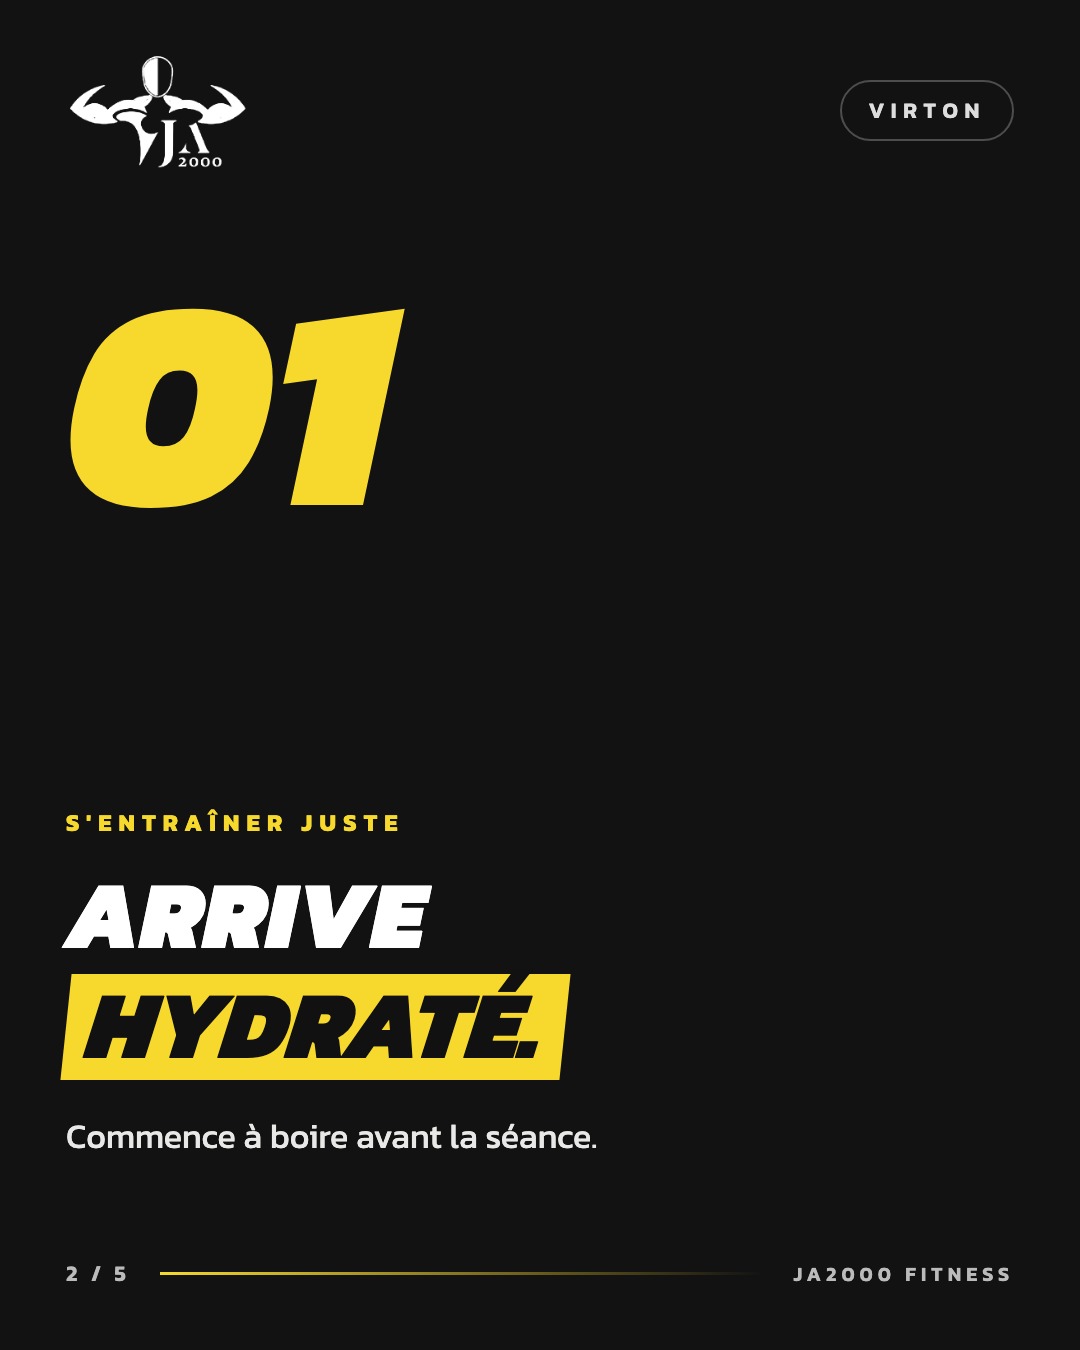 JA
2000
VIRTON
01
S'ENTRAÎNER JUSTE
ARRIVE
HYDRATÉ.
Commence à boire avant la séance.
2 / 5
JA2000 FITNESS